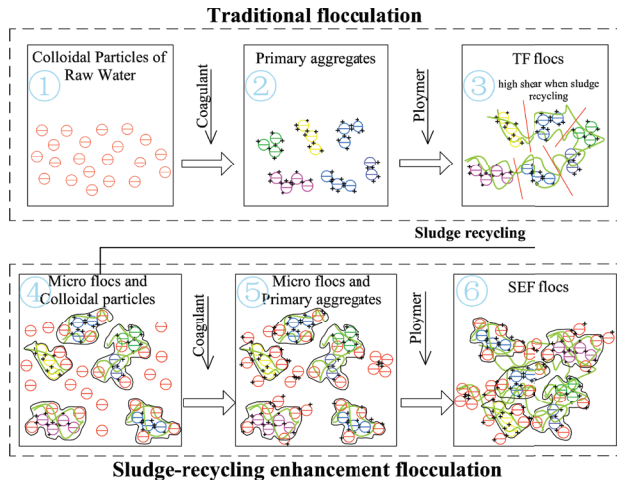 Traditional flocculation
Colloidal Particles of
Raw Water
1
Coagulant
Primary aggregates
2
Ploymer
TF flocs
3
high shear when sludge
recycling
Sludge recycling
4
Micro flocs and
Colloidal particles
Coagulant
5
Micro flocs and
Primary aggregates
Ploymer
6
SEF flocs
Sludge-recycling enhancement flocculation